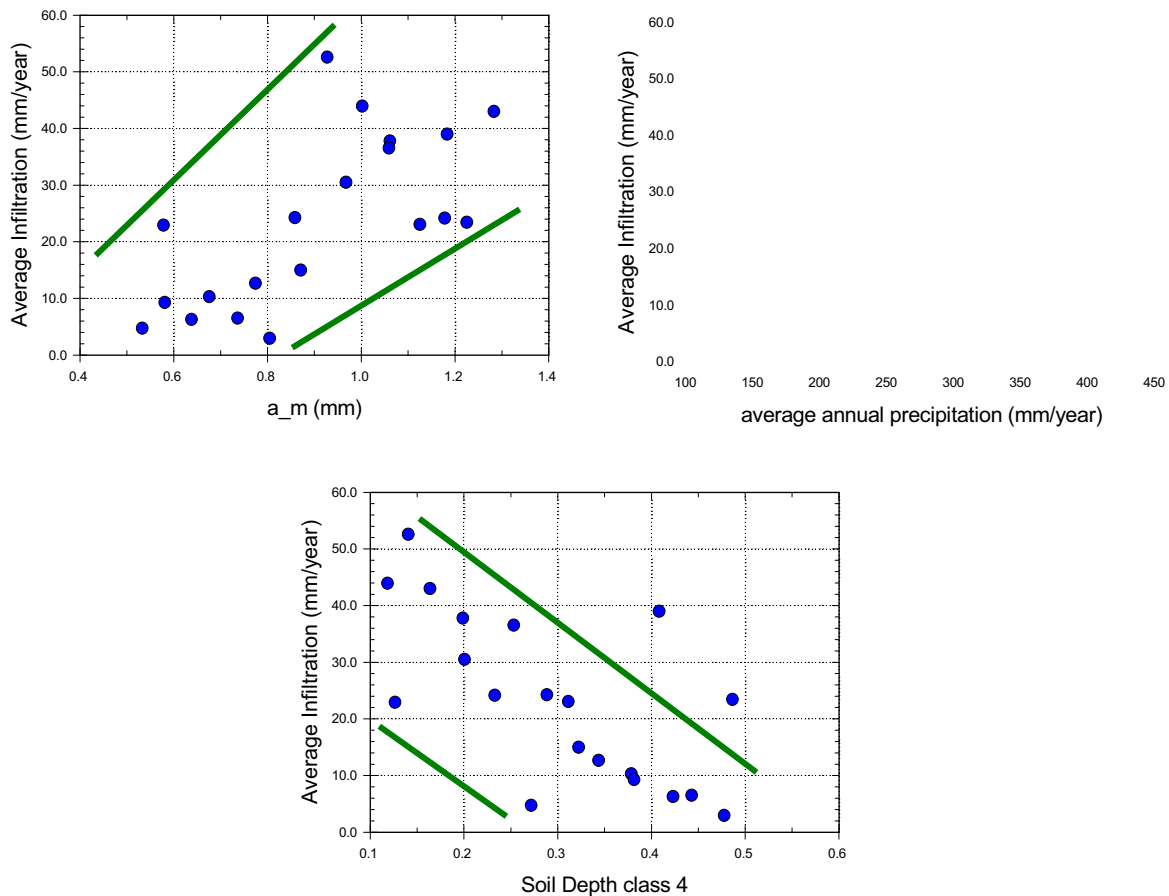 60.0
50.0
40.0
30.0
20.0
10.0
0.0
Average Infiltration (mm/year)
0.4 0.6 0.8 1.0 1.2 1.4
a_m (mm)
60.0
50.0
40.0
30.0
20.0
10.0
0.0
Average Infiltration (mm/year)
100 150 200 250 300 350 400 450
average annual precipitation (mm/year)
60.0
50.0
40.0
30.0
20.0
10.0
0.0
Average Infiltration (mm/year)
0.1 0.2 0.3 0.4 0.5 0.6
Soil Depth class 4